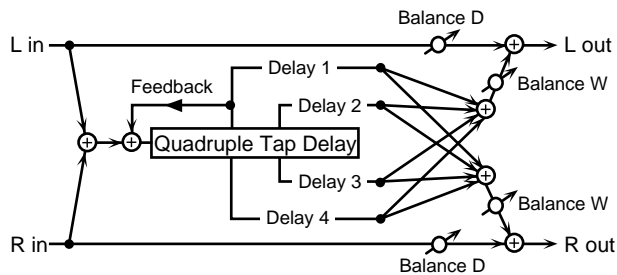 Balance D
L in
L out
Delay 1
Feedback
Balance W
Delay 2
Quadruple Tap Delay
Delay 3
Balance W
Delay 4
R in
R out
Balance D